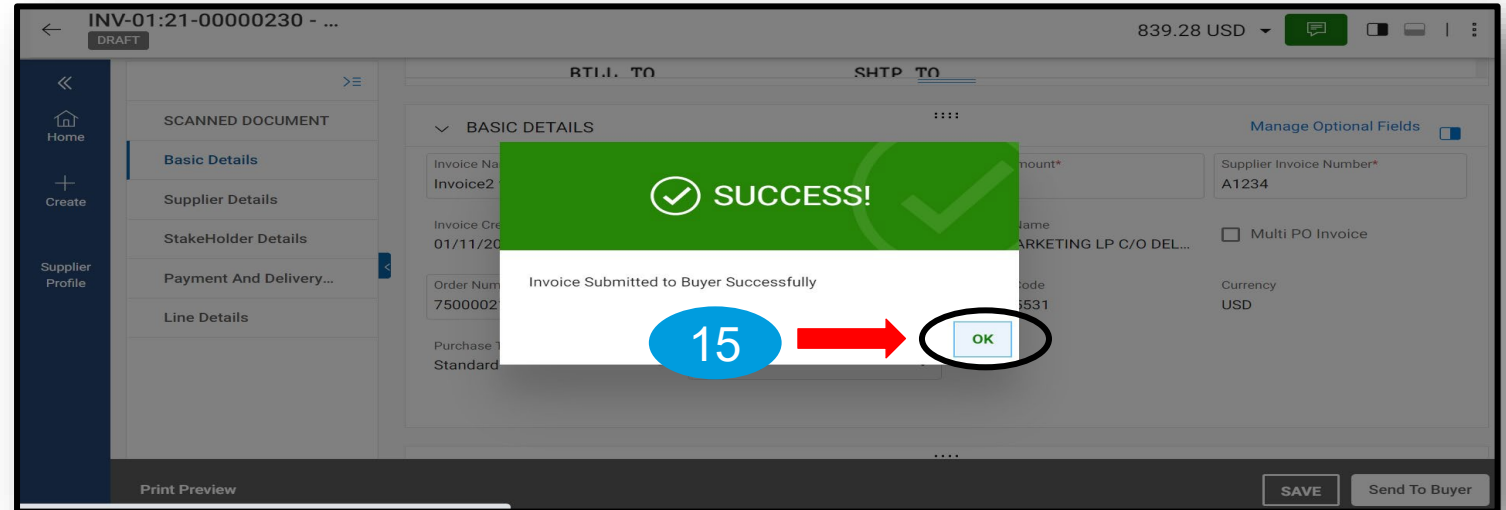 INV-01:21-00000230 - ...
DRAFT
839.28 USD
Home
Create
Supplier
Profile
SCANNED DOCUMENT
Basic Details
Supplier Details
StakeHolder Details
Payment And Delivery...
Line Details
BILL TO SHIP TO
BASIC DETAILS
Manage Optional Fields
Invoice Na
Invoice2
mount*
Supplier Invoice Number*
A1234
Invoice Cre
01/11/20
Name
ARKETING LP C/O DEL...
Multi PO Invoice
Order Num
7500002
Code
5531
Currency
USD
Purchase T
Standard
SUCCESS!
Invoice Submitted to Buyer Successfully
15
OK
Print Preview
SAVE
Send To Buyer